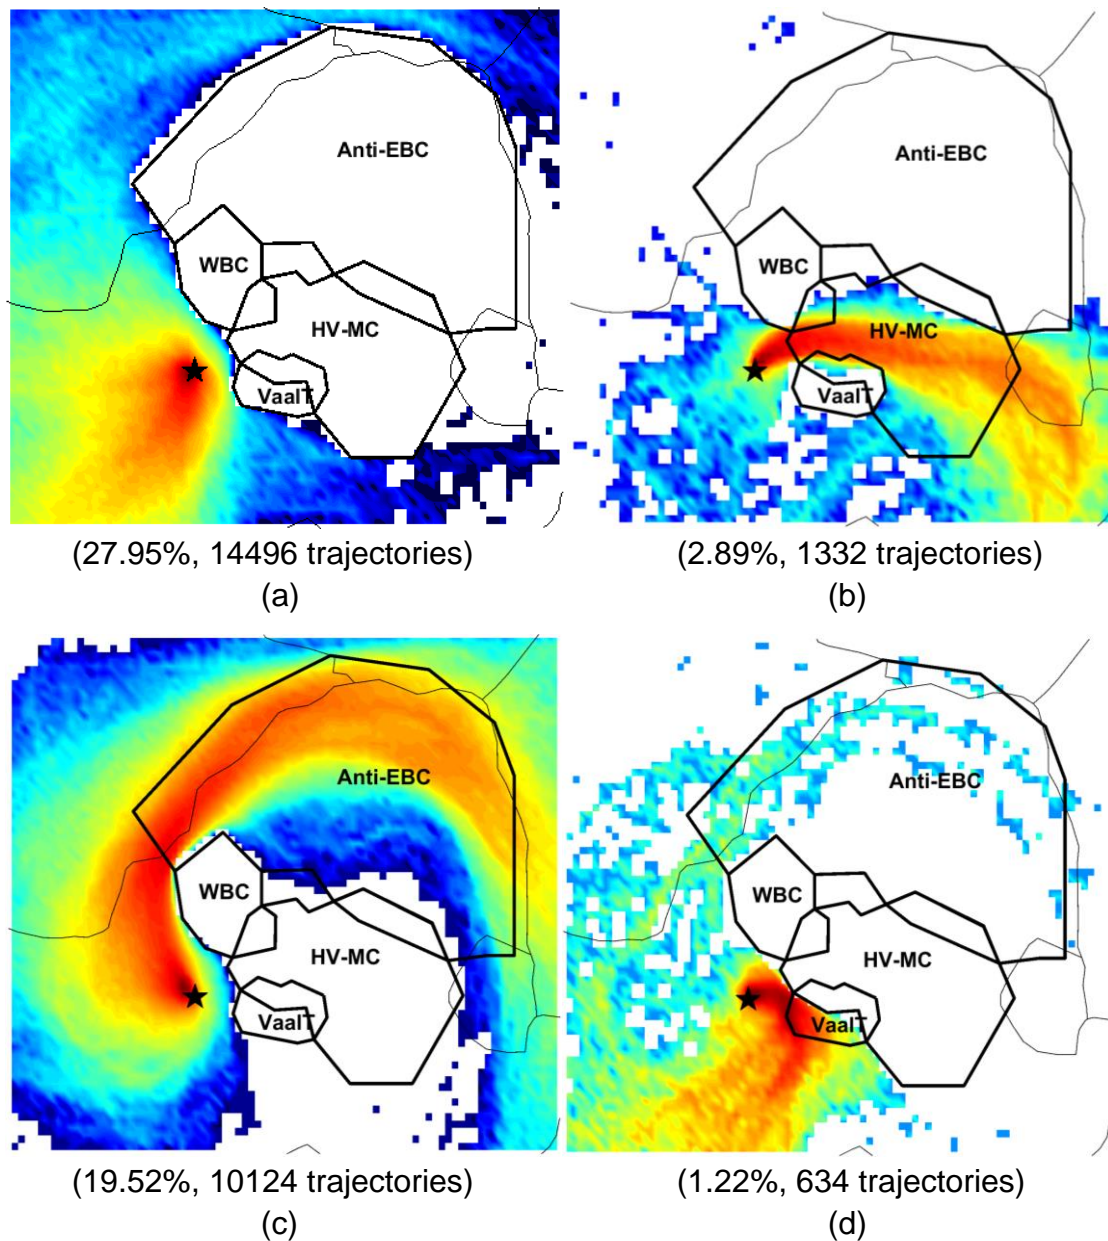 Anti-EBC
WBC
HV-MC
VaalT
(27.95%, 14496 trajectories)
(a)
Anti-EBC
WBC
HV-MC
VaalT
(2.89%, 1332 trajectories)
(b)
Anti-EBC
WBC
HV-MC
VaalT
(19.52%, 10124 trajectories)
(c)
Anti-EBC
WBC
HV-MC
VaalT
(1.22%, 634 trajectories)
(d)